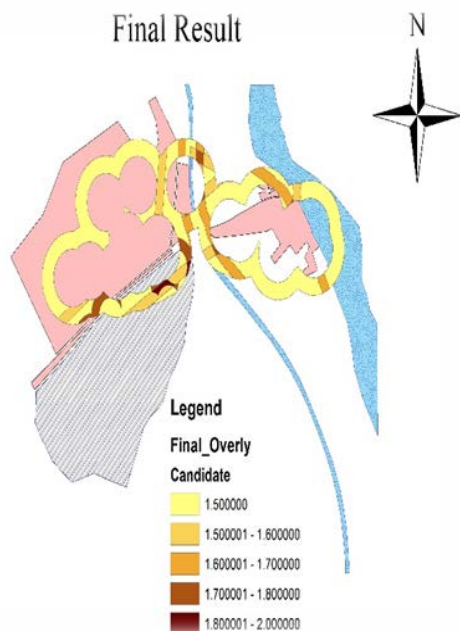 Final Result
N
Legend
Final_Overly
Candidate
1.500000
1.500001 - 1.600000
1.600001 - 1.700000
1.700001 - 1.800000
1.800001 - 2.000000